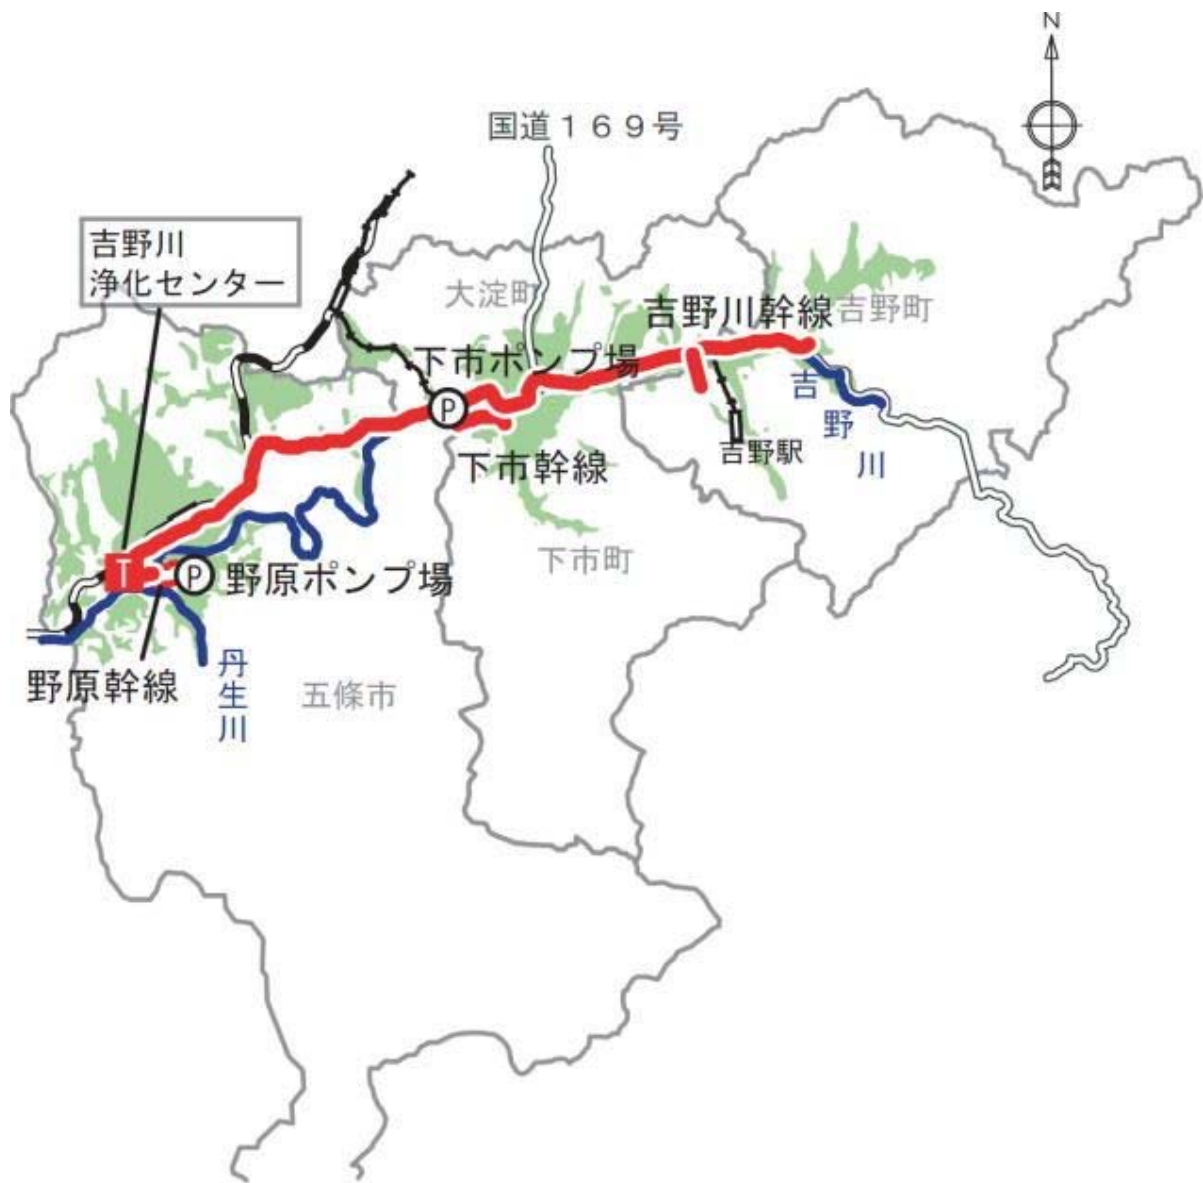 N
国道１６９号
吉野川
浄化センター
大淀町
吉野川幹線
吉野町
下市ポンプ場
P
吉野川
吉野駅
下市幹線
下市町
T
P
野原ポンプ場
野原幹線
丹生川
五條市